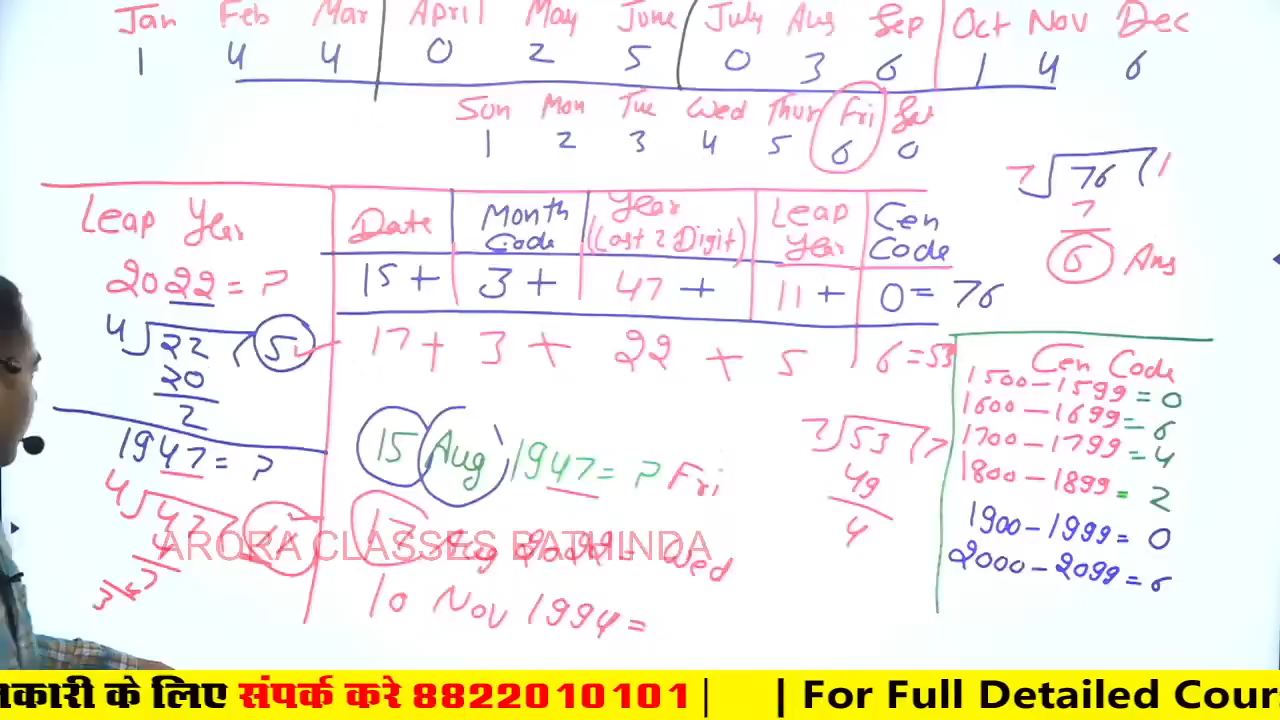 Jan Feb Mar April May June July Aug Sep Oct Nov Dec
1 4 4 0 2 5 0 3 6 1 4 6
Sun Mon Tue Wed Thur Fri Sat
1 2 3 4 5 6 0
Leap Year
2022 = ?
4 22 5
20
2
1947 = ?
4 47
Date Month Code Year (Last 2 Digit) Leap Year Cen Code
15 + 3 + 47 + 11 + 0 = 76
17 + 3 + 22 + 5 6 = 53
7 76 1
7
6 Ans
15 Aug 1947 = ? Fri
17 Aug 2022 = Wed
10 Nov 1994 =
7 53 7
49
4
Cen Code
1500 - 1599 = 0
1600 - 1699 = 6
1700 - 1799 = 4
1800 - 1899 = 2
1900 - 1999 = 0
2000 - 2099 = 6
ARORA CLASSES BATHINDA
के लिए संपर्क करे 8822010101 | | For Full Detailed Cour